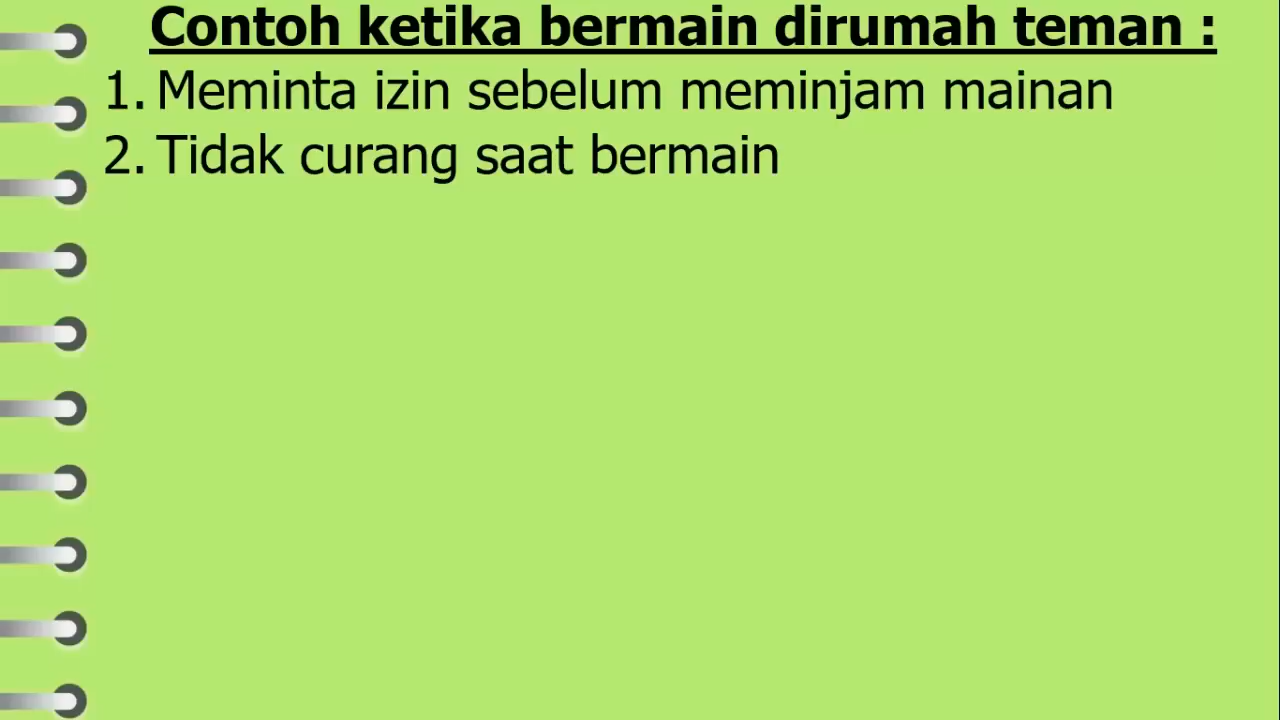 Contoh ketika bermain dirumah teman :
1. Meminta izin sebelum meminjam mainan
2. Tidak curang saat bermain